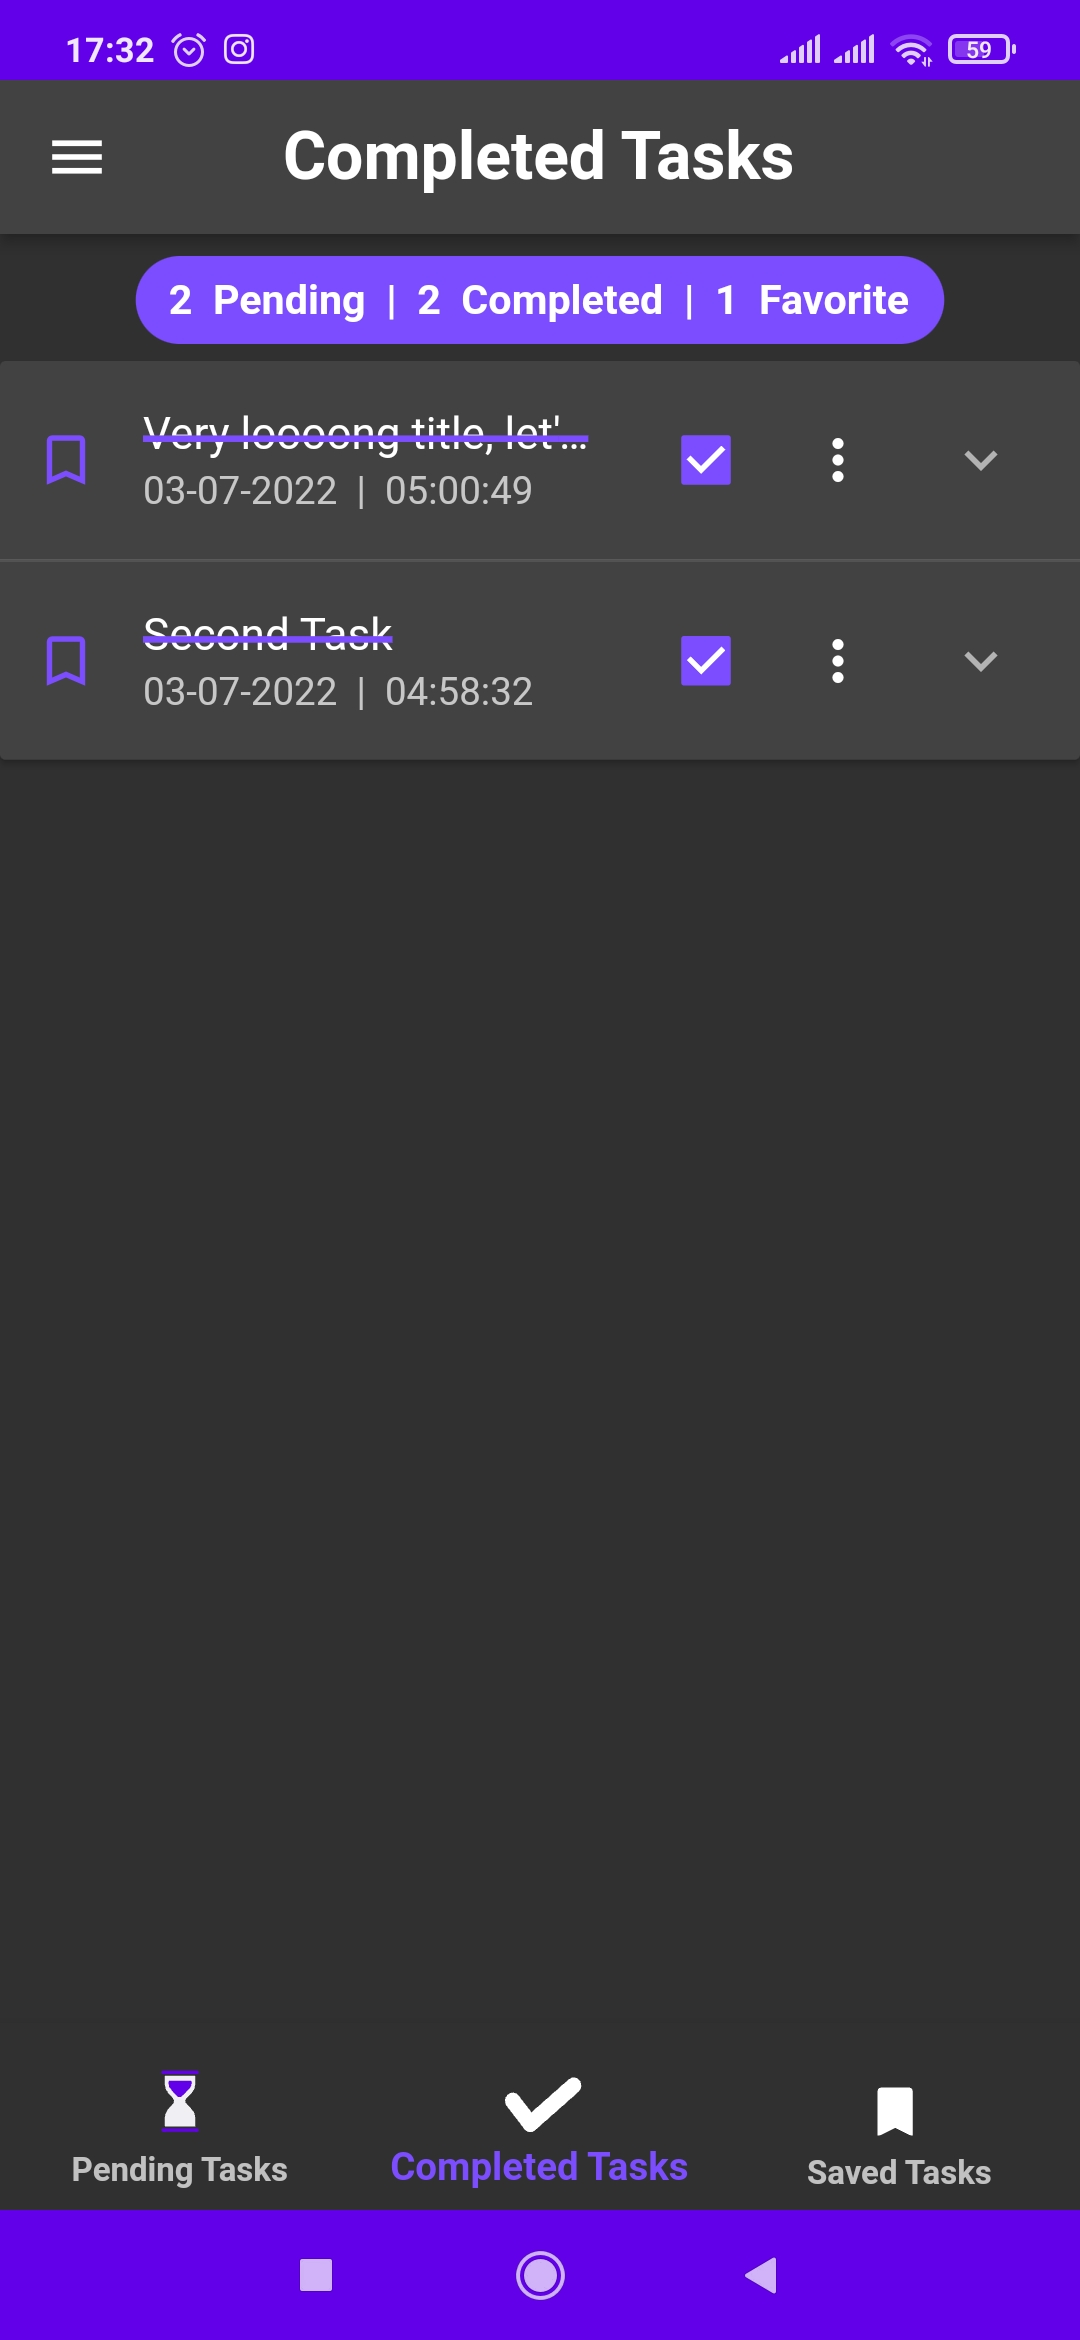 17:32
59
Completed Tasks
2 Pending | 2 Completed | 1 Favorite
Very loooong title, let'...
03-07-2022 | 05:00:49
Second Task
03-07-2022 | 04:58:32
Pending Tasks
Completed Tasks
Saved Tasks